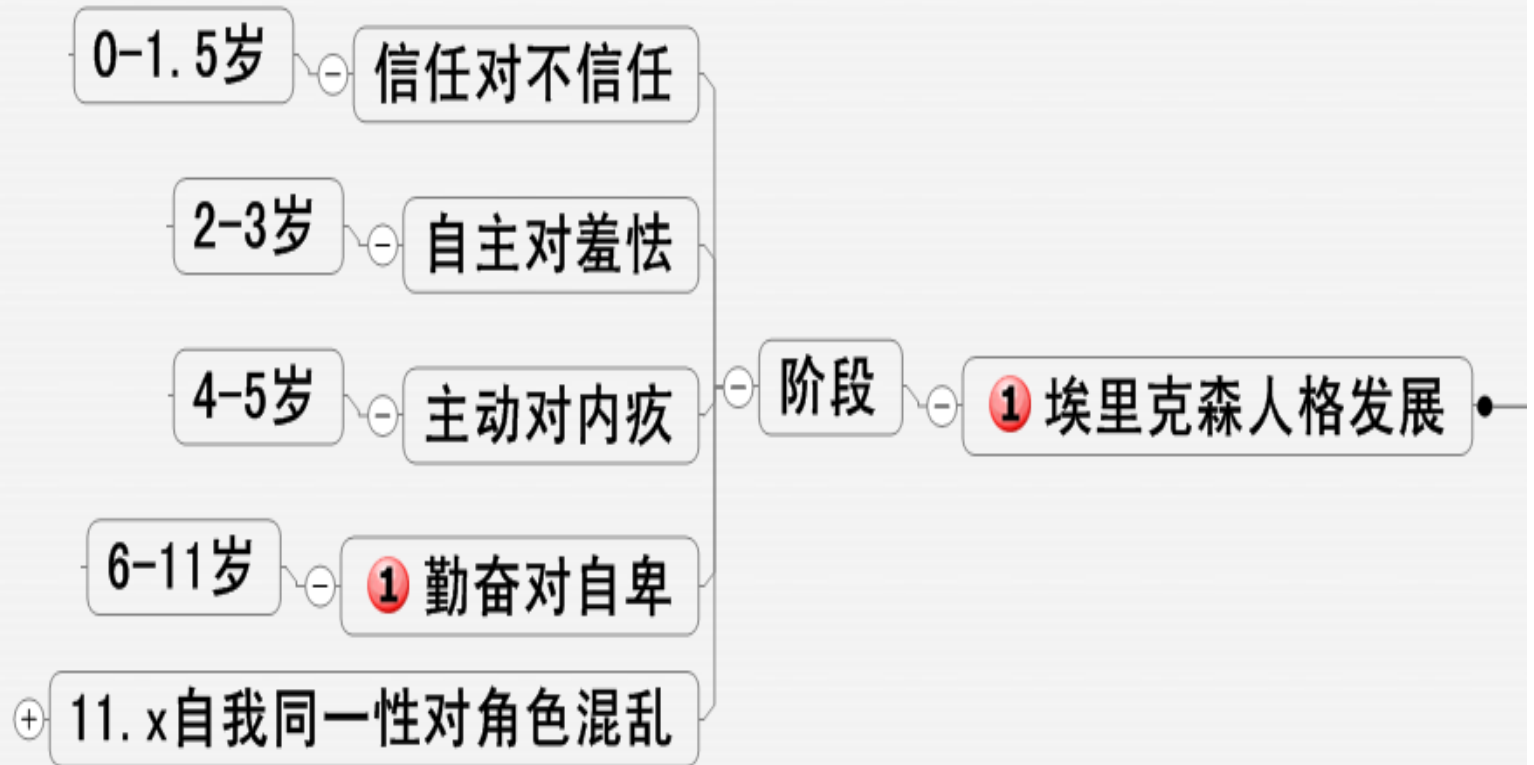 0-1.5岁
信任对不信任
2-3岁
自主对羞怯
4-5岁
主动对内疚
6-11岁
1 勤奋对自卑
11.x自我同一性对角色混乱
阶段
1 埃里克森人格发展